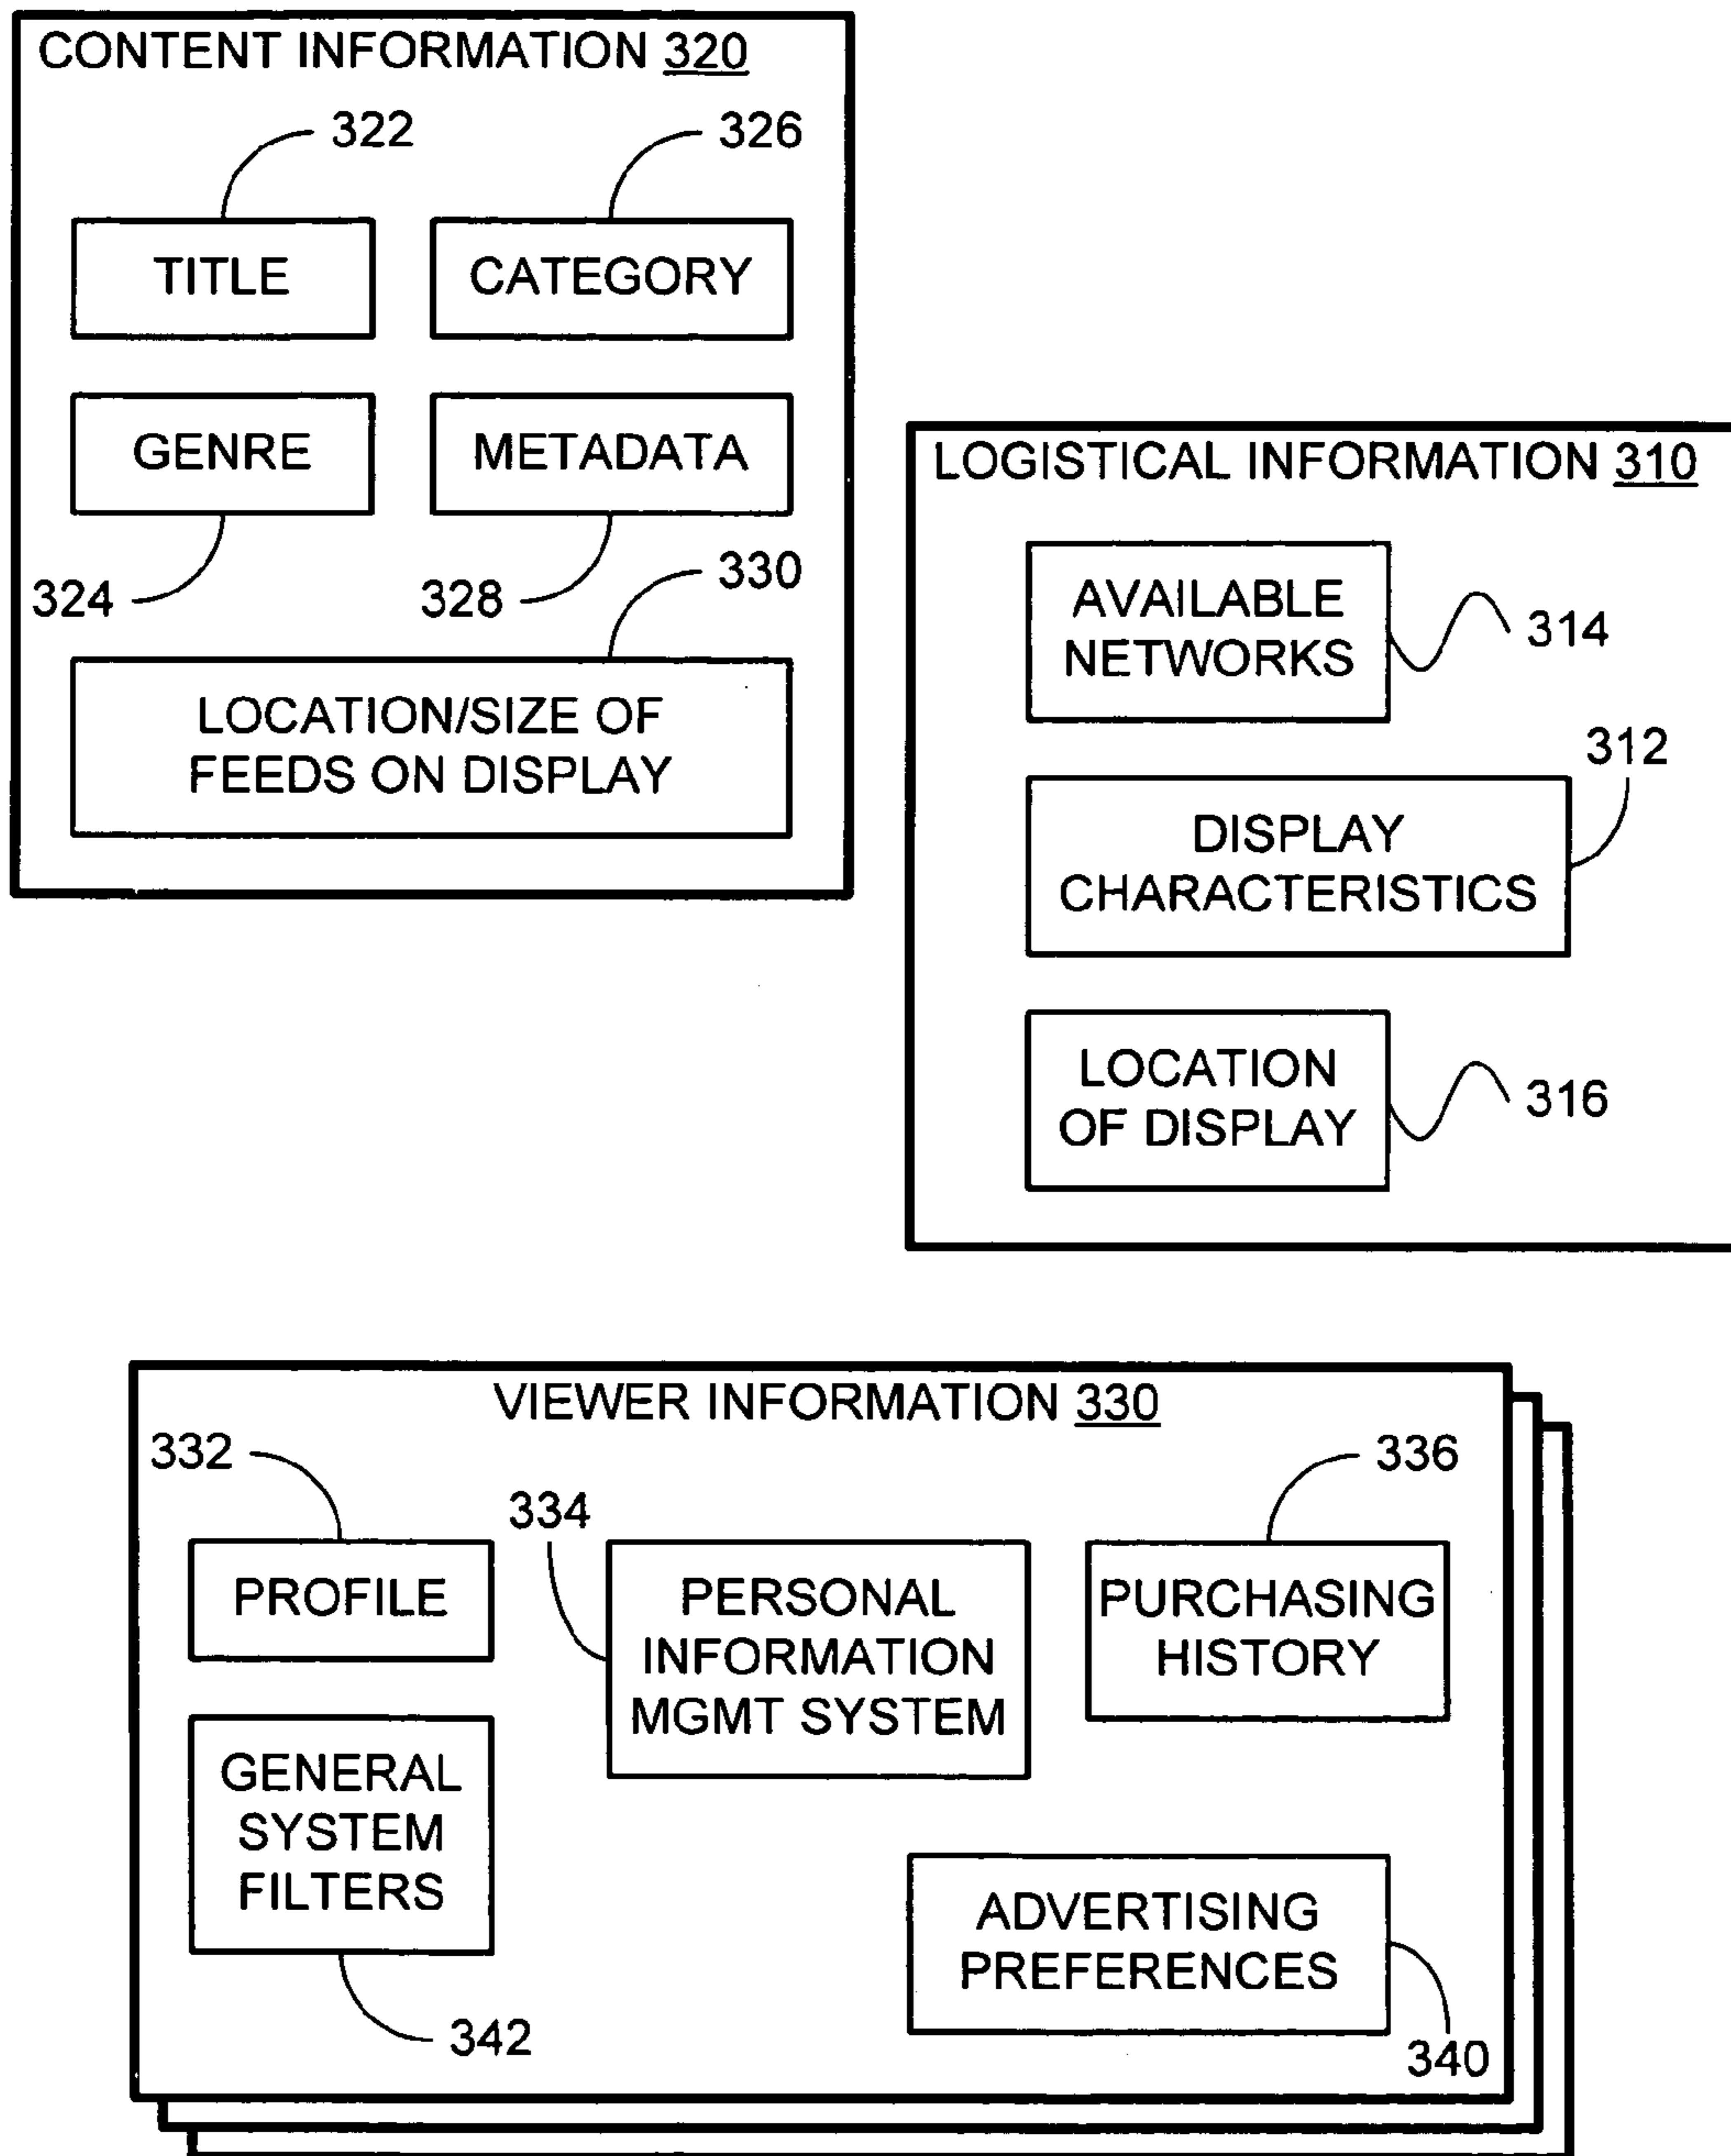 CONTENT INFORMATION 320
322
326
TITLE
CATEGORY
GENRE
METADATA
324
328
330
LOCATION/SIZE OF
FEEDS ON DISPLAY
LOGISTICAL INFORMATION 310
AVAILABLE
NETWORKS
314
312
DISPLAY
CHARACTERISTICS
LOCATION
OF DISPLAY
316
VIEWER INFORMATION 330
332
334
336
PROFILE
PERSONAL
INFORMATION
MGMT SYSTEM
PURCHASING
HISTORY
GENERAL
SYSTEM
FILTERS
342
ADVERTISING
PREFERENCES
340